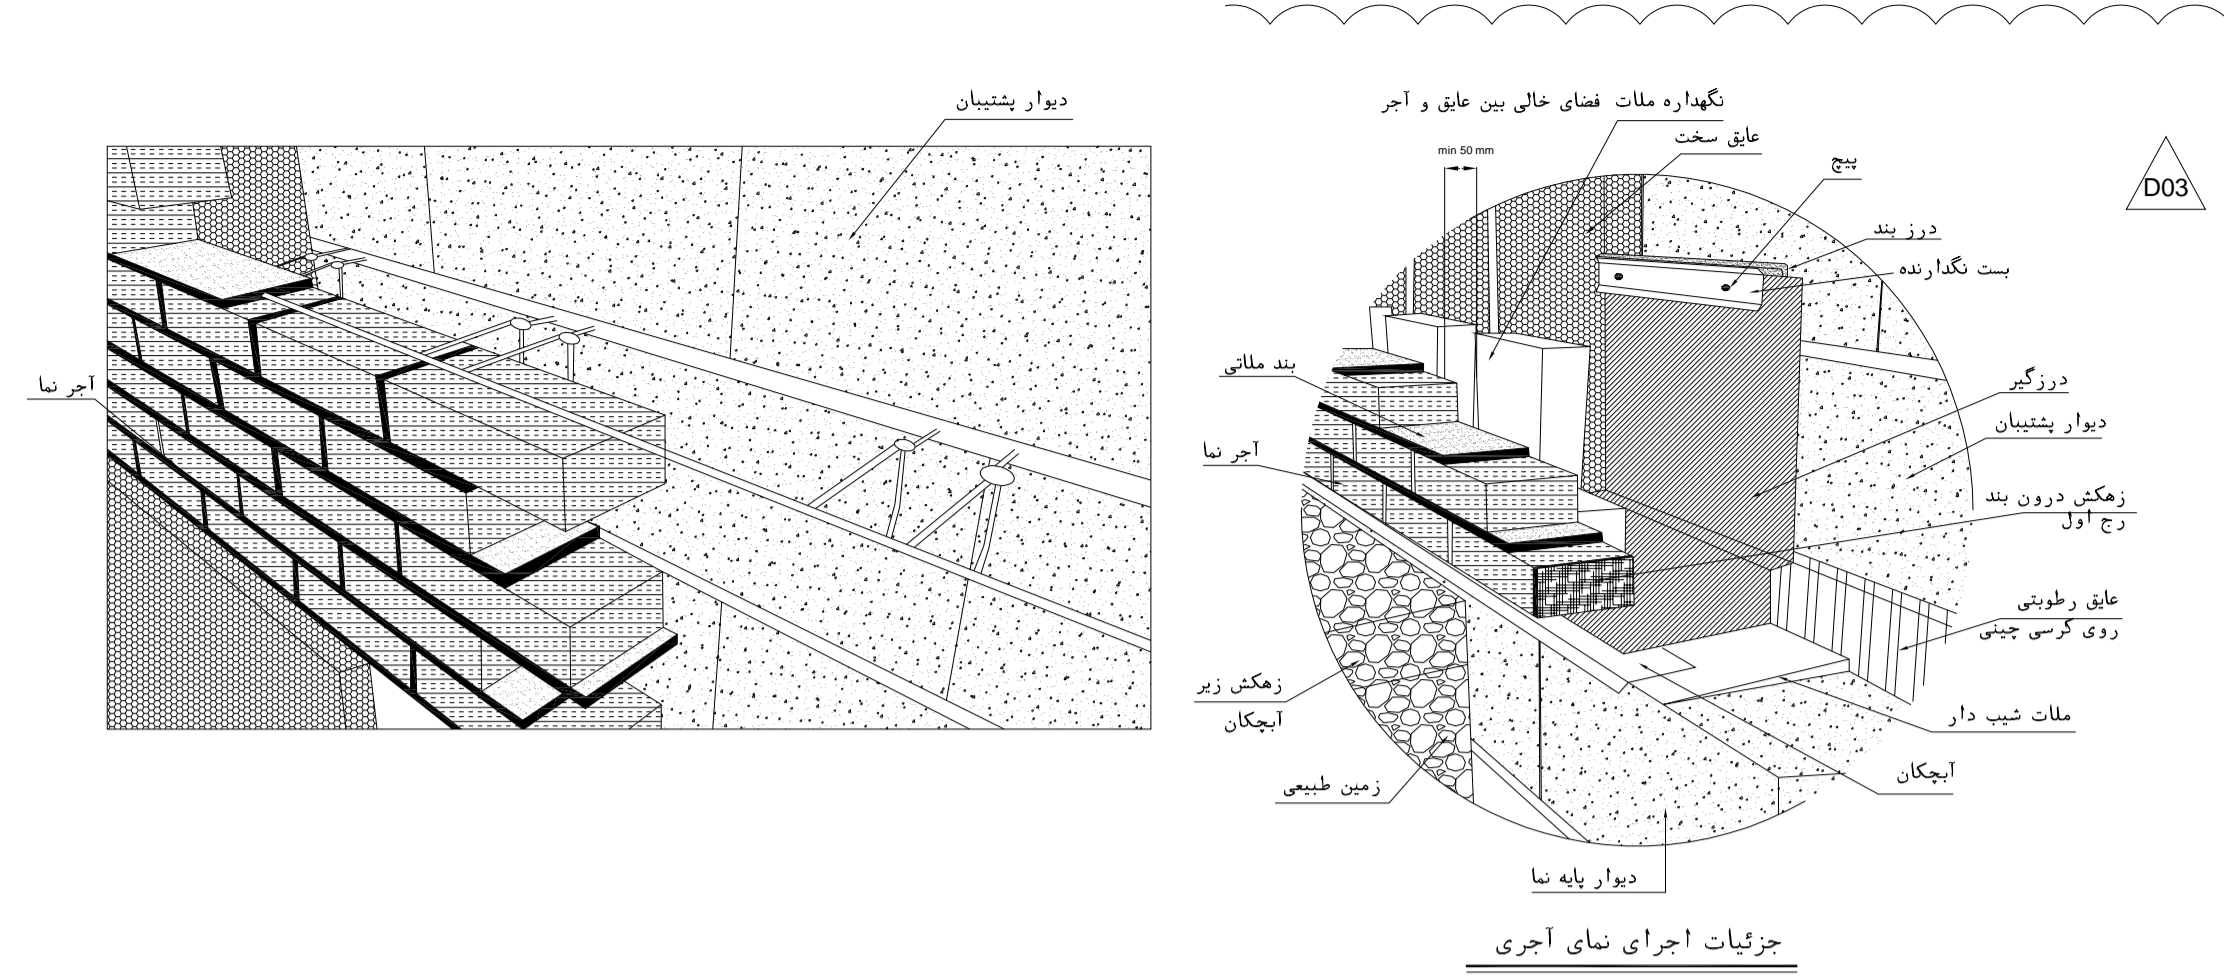 دیوار پشتیبان
آجر نما
نگهداره ملات فضای خالی بین عایق و آجر
عایق سخت
min 50 mm
پیچ
D03
درز بند
بست نگدارنده
بند ملاتی
درزگیر
دیوار پشتیبان
آجر نما
زهکش درون بند
رج اول
عایق رطوبتی
روی کرسی چینی
زهکش زیر
آبچکان
ملات شیب دار
آبچکان
زمین طبیعی
دیوار پایه نما
جزئیات اجرای نمای آجری